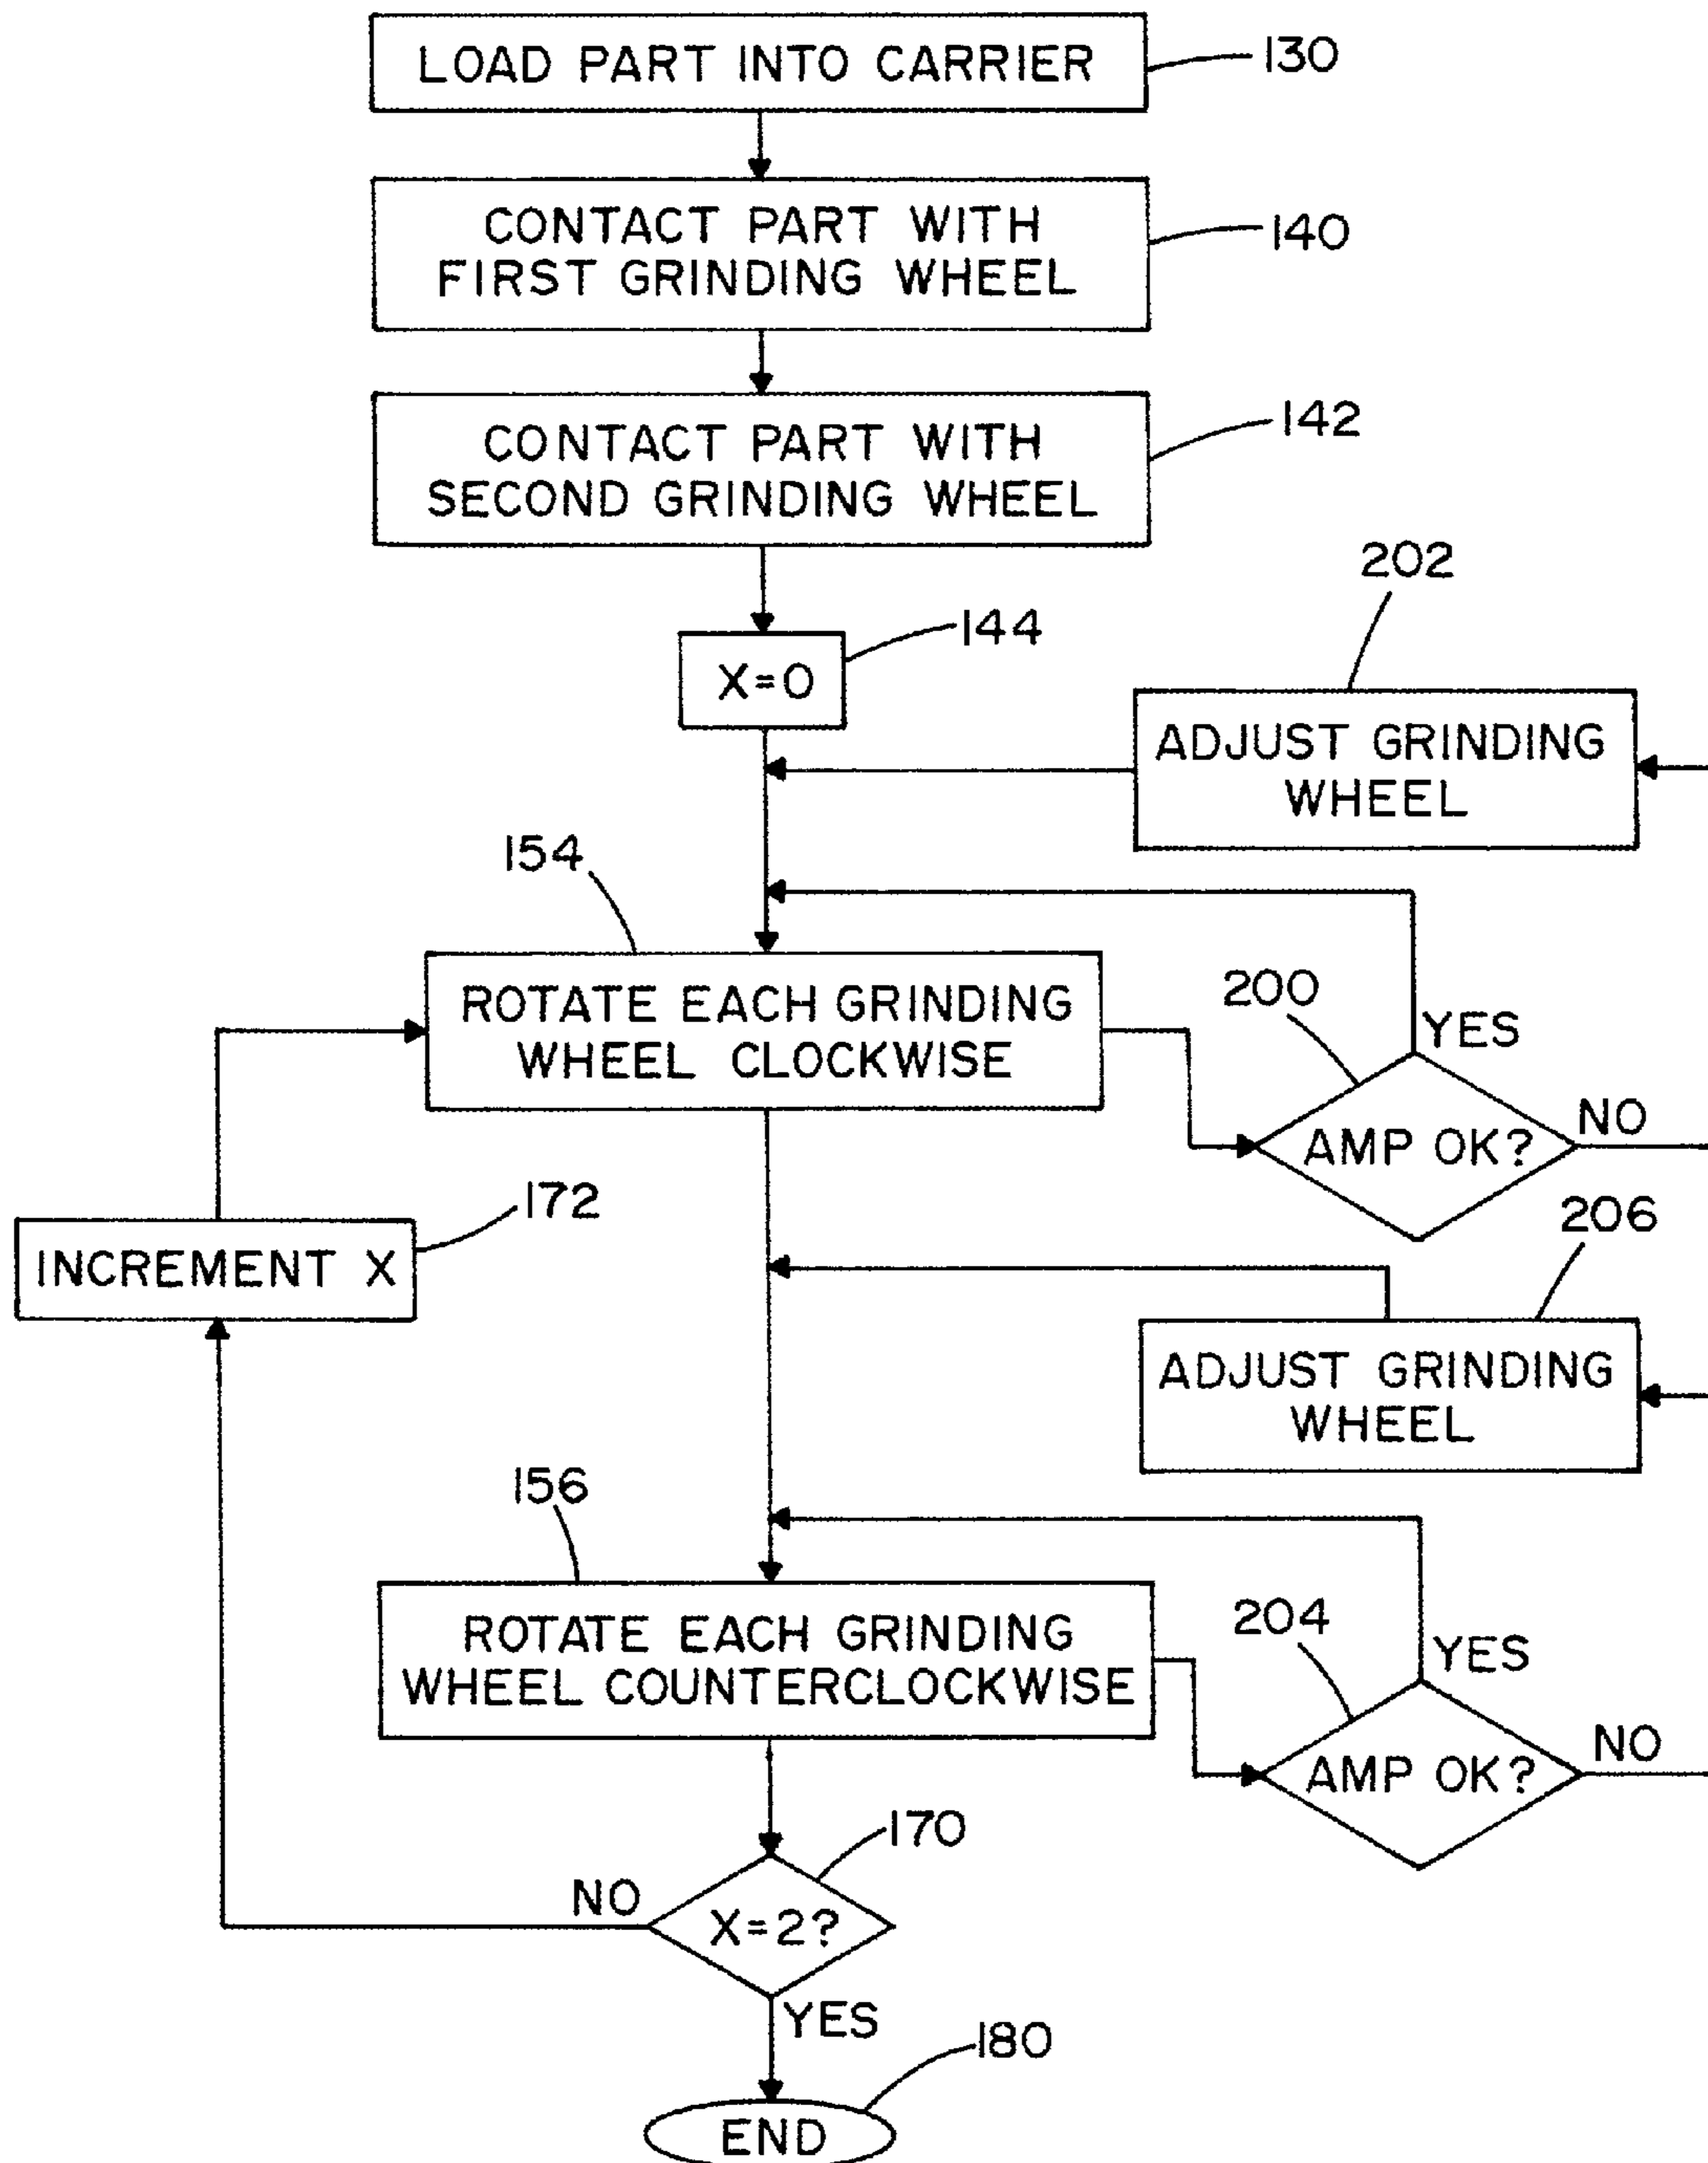 LOAD PART INTO CARRIER
130
CONTACT PART WITH
FIRST GRINDING WHEEL
140
CONTACT PART WITH
SECOND GRINDING WHEEL
142
X=0
144
202
ADJUST GRINDING
WHEEL
154
ROTATE EACH GRINDING
WHEEL CLOCKWISE
200
YES
AMP OK?
NO
172
INCREMENT X
206
ADJUST GRINDING
WHEEL
156
ROTATE EACH GRINDING
WHEEL COUNTERCLOCKWISE
204
YES
AMP OK?
NO
170
NO
X=2?
YES
180
END